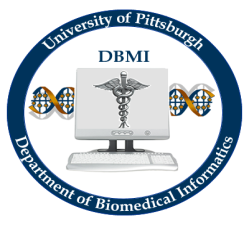 University of Pittsburgh
DBMI
Department of Biomedical Informatics